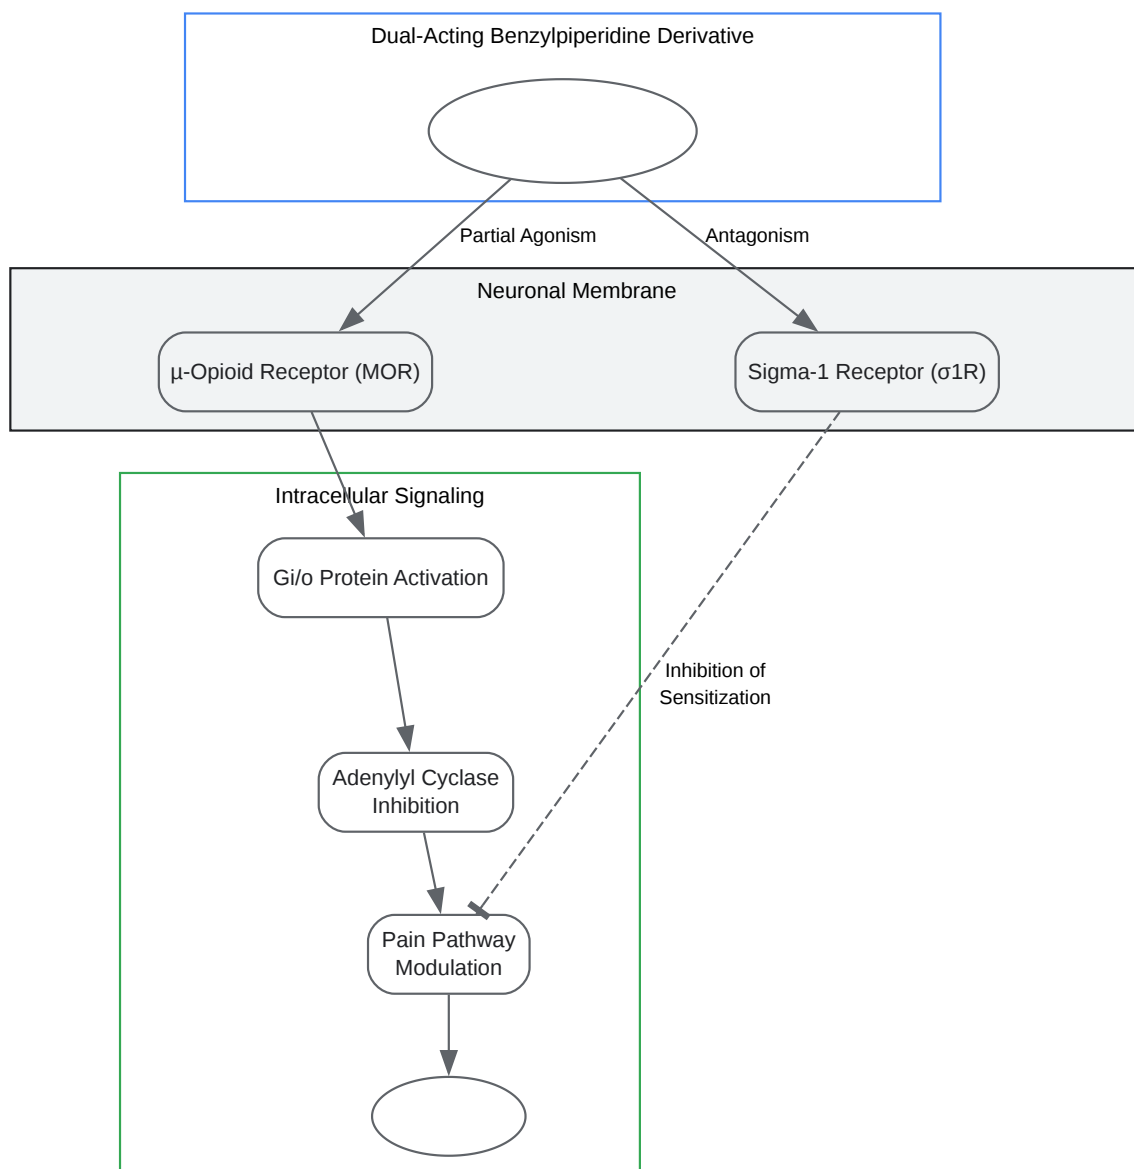 Dual-Acting Benzylpiperidine Derivative
Partial Agonism
Antagonism
Neuronal Membrane
µ-Opioid Receptor (MOR)
Sigma-1 Receptor (σ1R)
Intracellular Signaling
Gi/o Protein Activation
Inhibition of
Sensitization
Adenylyl Cyclase
Inhibition
Pain Pathway
Modulation